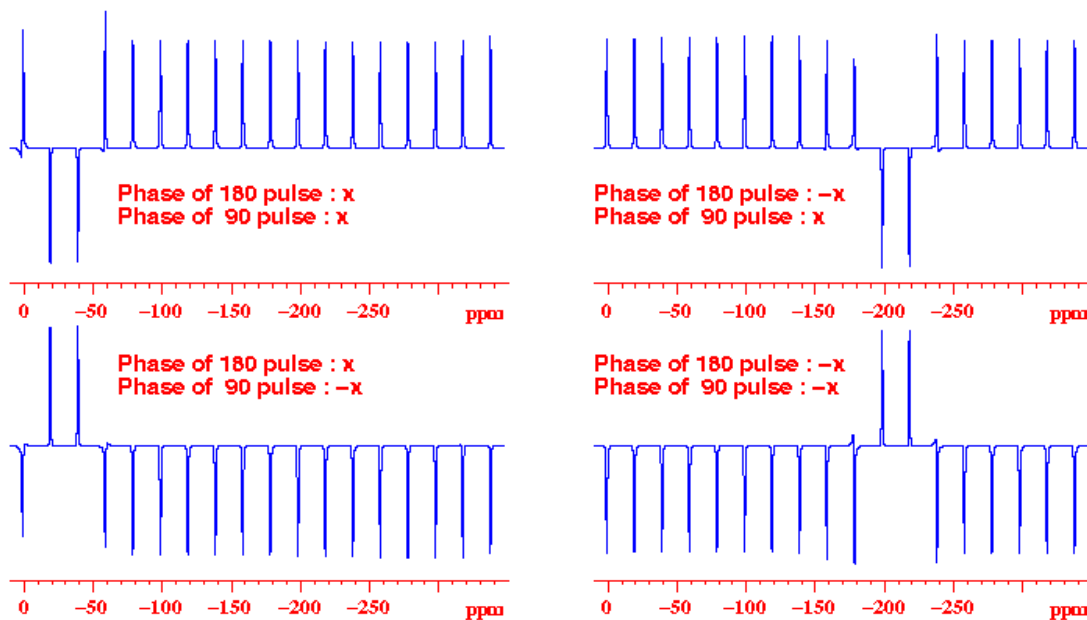 Phase of 180 pulse : x
Phase of  90 pulse : x
0 −50 −100 −150 −200 −250 ppm
Phase of 180 pulse : −x
Phase of  90 pulse : x
0 −50 −100 −150 −200 −250 ppm
Phase of 180 pulse : x
Phase of  90 pulse : −x
0 −50 −100 −150 −200 −250 ppm
Phase of 180 pulse : −x
Phase of  90 pulse : −x
0 −50 −100 −150 −200 −250 ppm